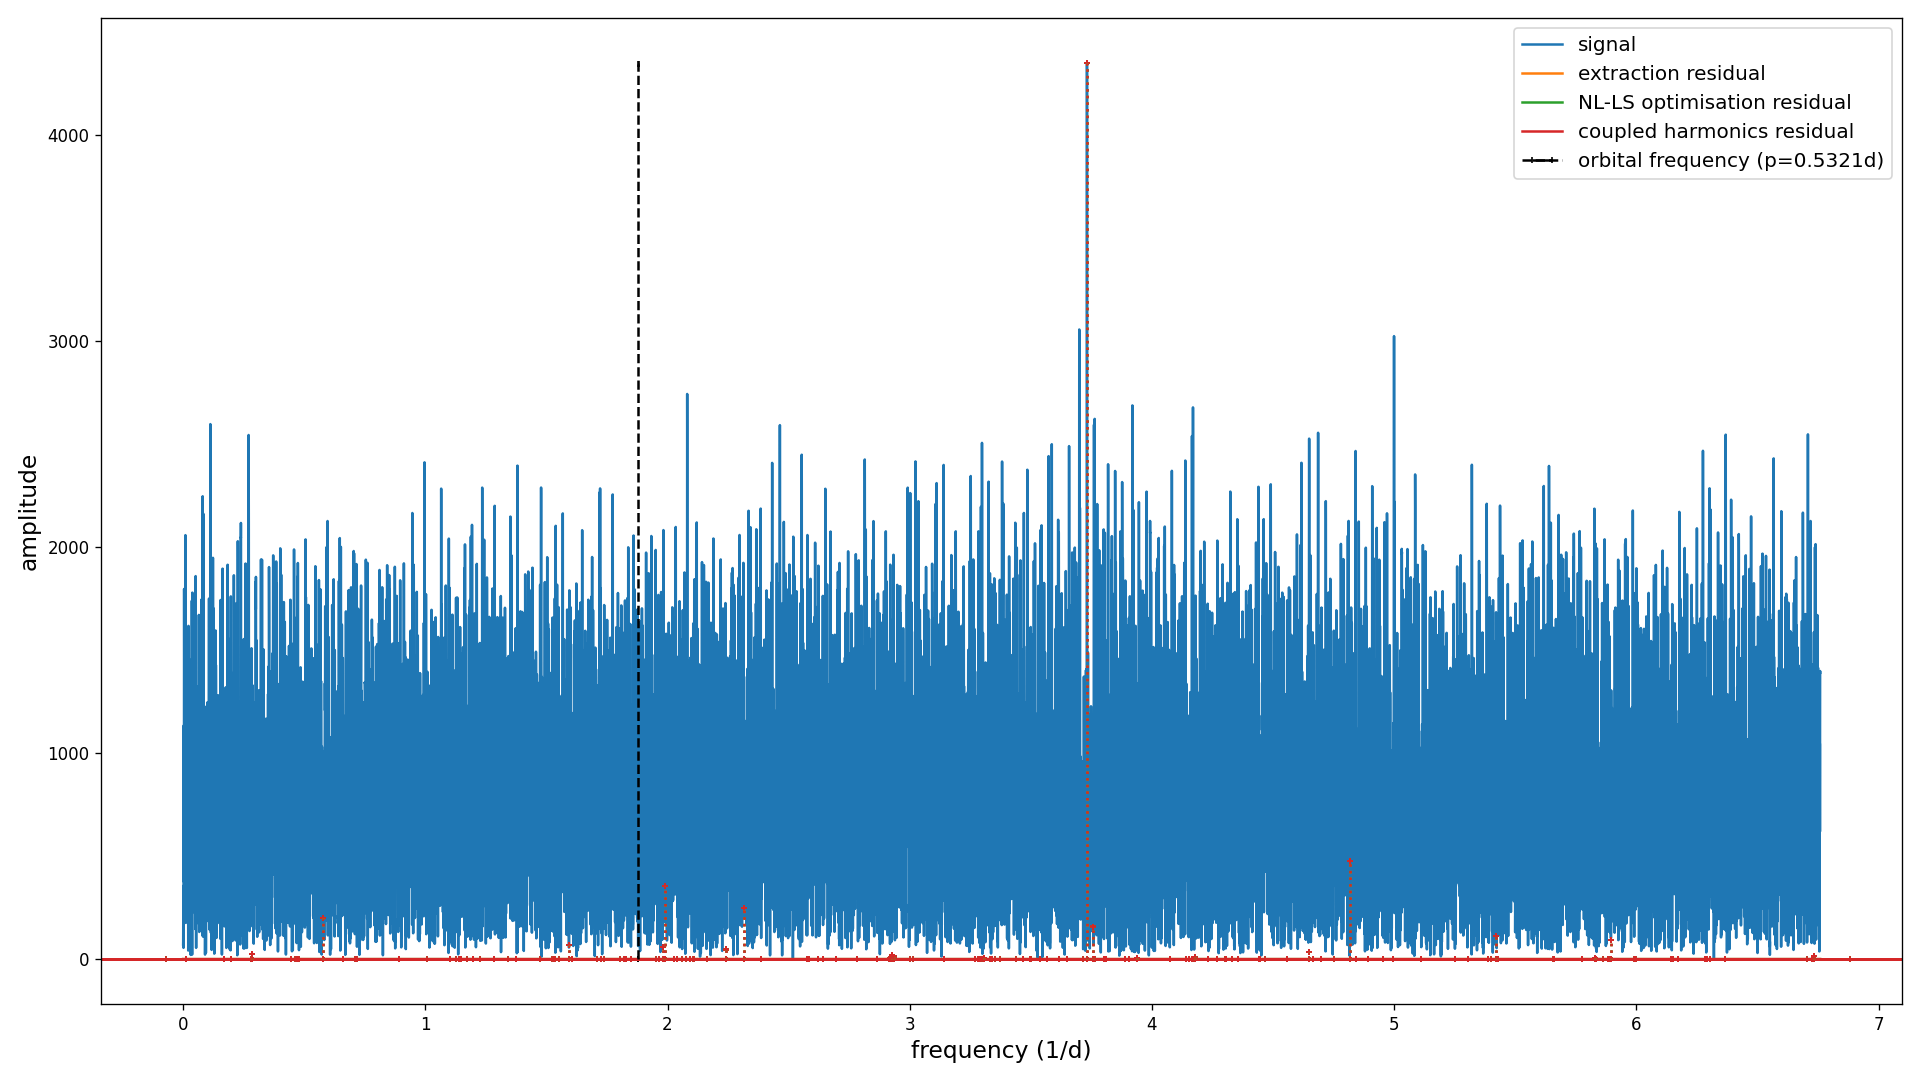 signal
extraction residual
NL-LS optimisation residual
coupled harmonics residual
orbital frequency (p=0.5321d)
4000
3000
2000
1000
0
amplitude
0 1 2 3 4 5 6 7
frequency (1/d)